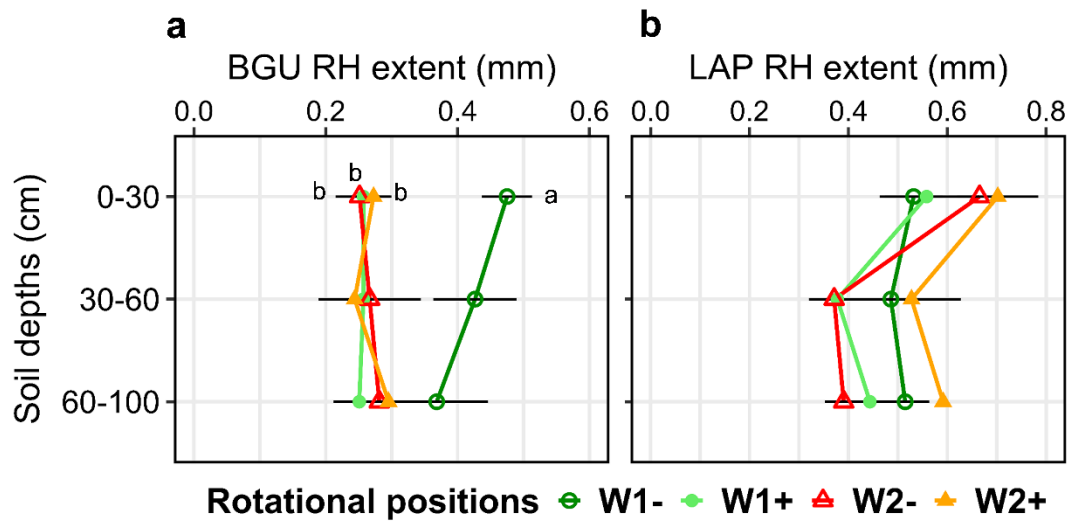 a b
BGU RH extent (mm) LAP RH extent (mm)
0.0 0.2 0.4 0.6 0.0 0.2 0.4 0.6 0.8
Soil depths (cm)
0-30
30-60
60-100
b b b a
Rotational positions W1- W1+ W2- W2+